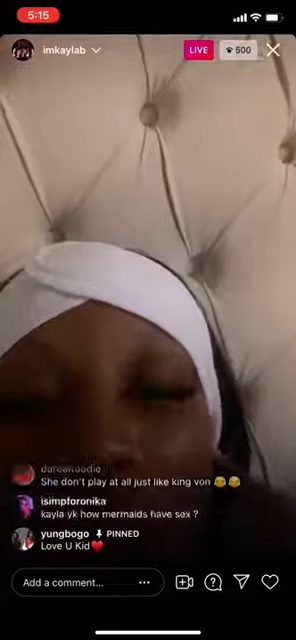 5:15
imkaylab
LIVE
500
durealtoodie
She don't play at all just like king von 😂😂
isimpforonika
kayla yk how mermaids have sex ?
yungbogo PINNED
Love U Kid❤️
Add a comment...